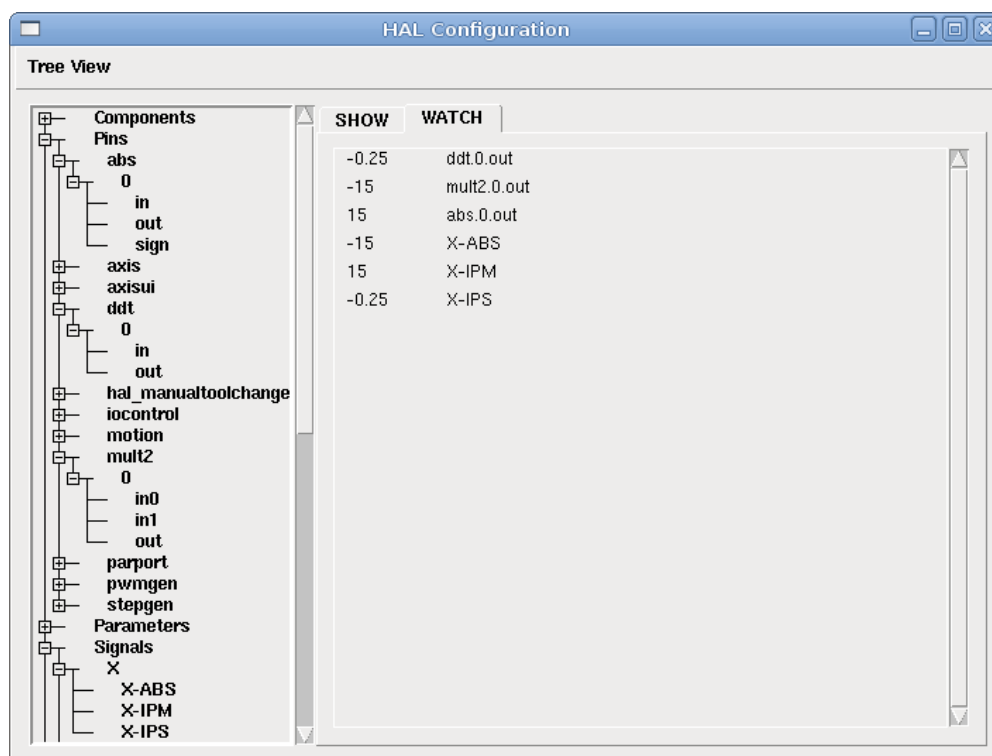 HAL Configuration
Tree View
Components
Pins
abs
0
in
out
sign
axis
axisui
ddt
0
in
out
hal_manualtoolchange
iocontrol
motion
mult2
0
in0
in1
out
parport
pwmgen
stepgen
Parameters
Signals
X
X-ABS
X-IPM
X-IPS
SHOW WATCH
-0.25 ddt.0.out
-15 mult2.0.out
15 abs.0.out
-15 X-ABS
15 X-IPM
-0.25 X-IPS